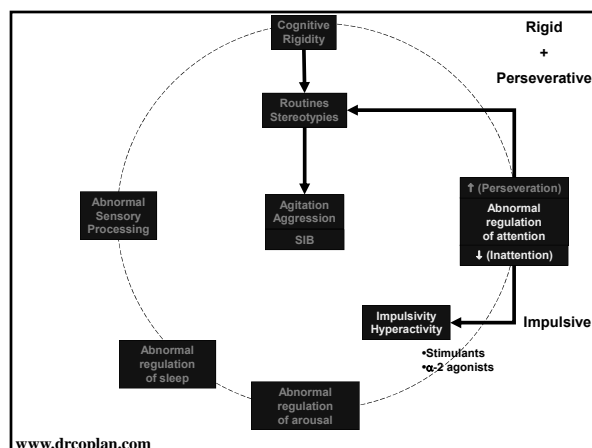 Cognitive
Rigidity
Rigid
+
Perseverative
Routines
Stereotypies
↑ (Perseveration)
Abnormal
regulation
of attention
↓ (Inattention)
Abnormal
Sensory
Processing
Agitation
Aggression
SIB
Impulsivity
Hyperactivity
Impulsive
•Stimulants
•α-2 agonists
Abnormal
regulation
of sleep
Abnormal
regulation
of arousal
www.drcoplan.com